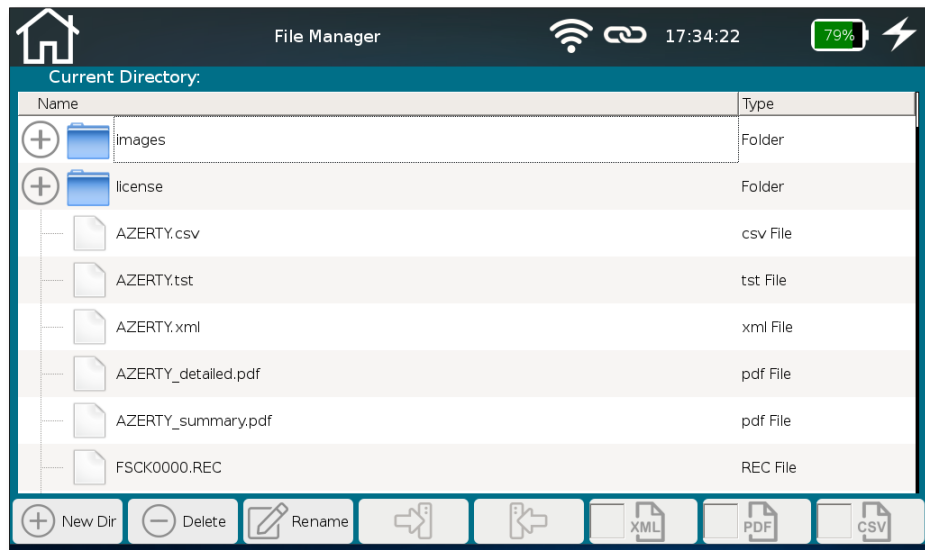 File Manager 17:34:22 79%
Current Directory:
Name Type
images Folder
license Folder
AZERTY.csv csv File
AZERTY.tst tst File
AZERTY.xml xml File
AZERTY_detailed.pdf pdf File
AZERTY_summary.pdf pdf File
FSCK0000.REC REC File
New Dir Delete Rename XML PDF CSV